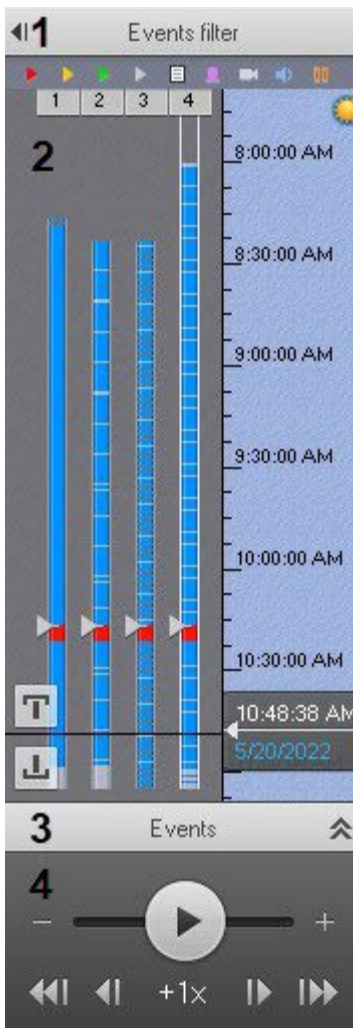 1 Events filter
1 2 3 4
2
8:00:00 AM
8:30:00 AM
9:00:00 AM
9:30:00 AM
10:00:00 AM
10:30:00 AM
10:48:38 AM
5/20/2022
3 Events
4
− +
+1x